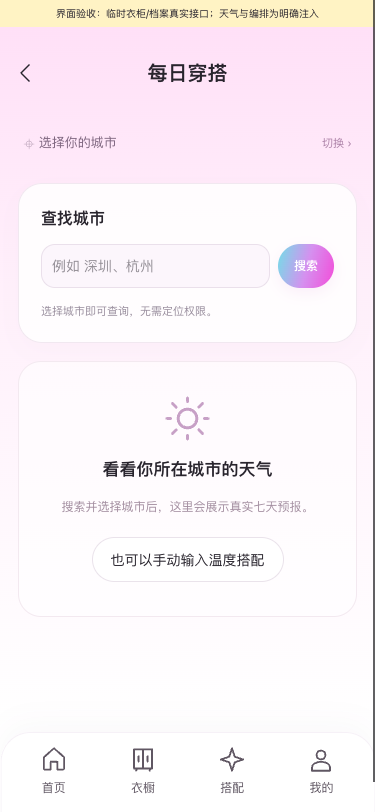 界面验收：临时衣柜/档案真实接口；天气与编排为明确注入
每日穿搭
选择你的城市
切换 ›
查找城市
例如 深圳、杭州
搜索
选择城市即可查询，无需定位权限。
看看你所在城市的天气
搜索并选择城市后，这里会展示真实七天预报。
也可以手动输入温度搭配
首页
衣橱
搭配
我的